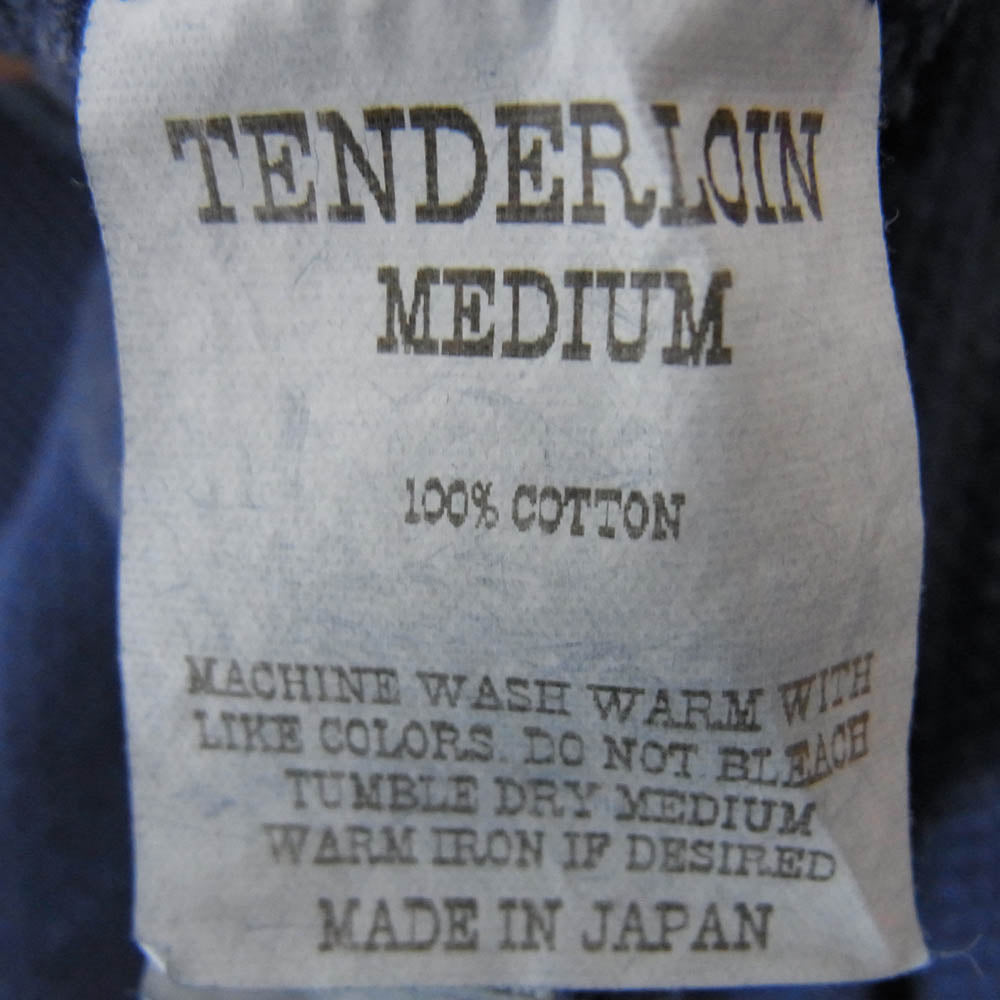 TENDERLOIN
MEDIUM
100% COTTON
MACHINE WASH WARM WITH
LIKE COLORS. DO NOT BLEACH
TUMBLE DRY MEDIUM
WARM IRON IF DESIRED
MADE IN JAPAN